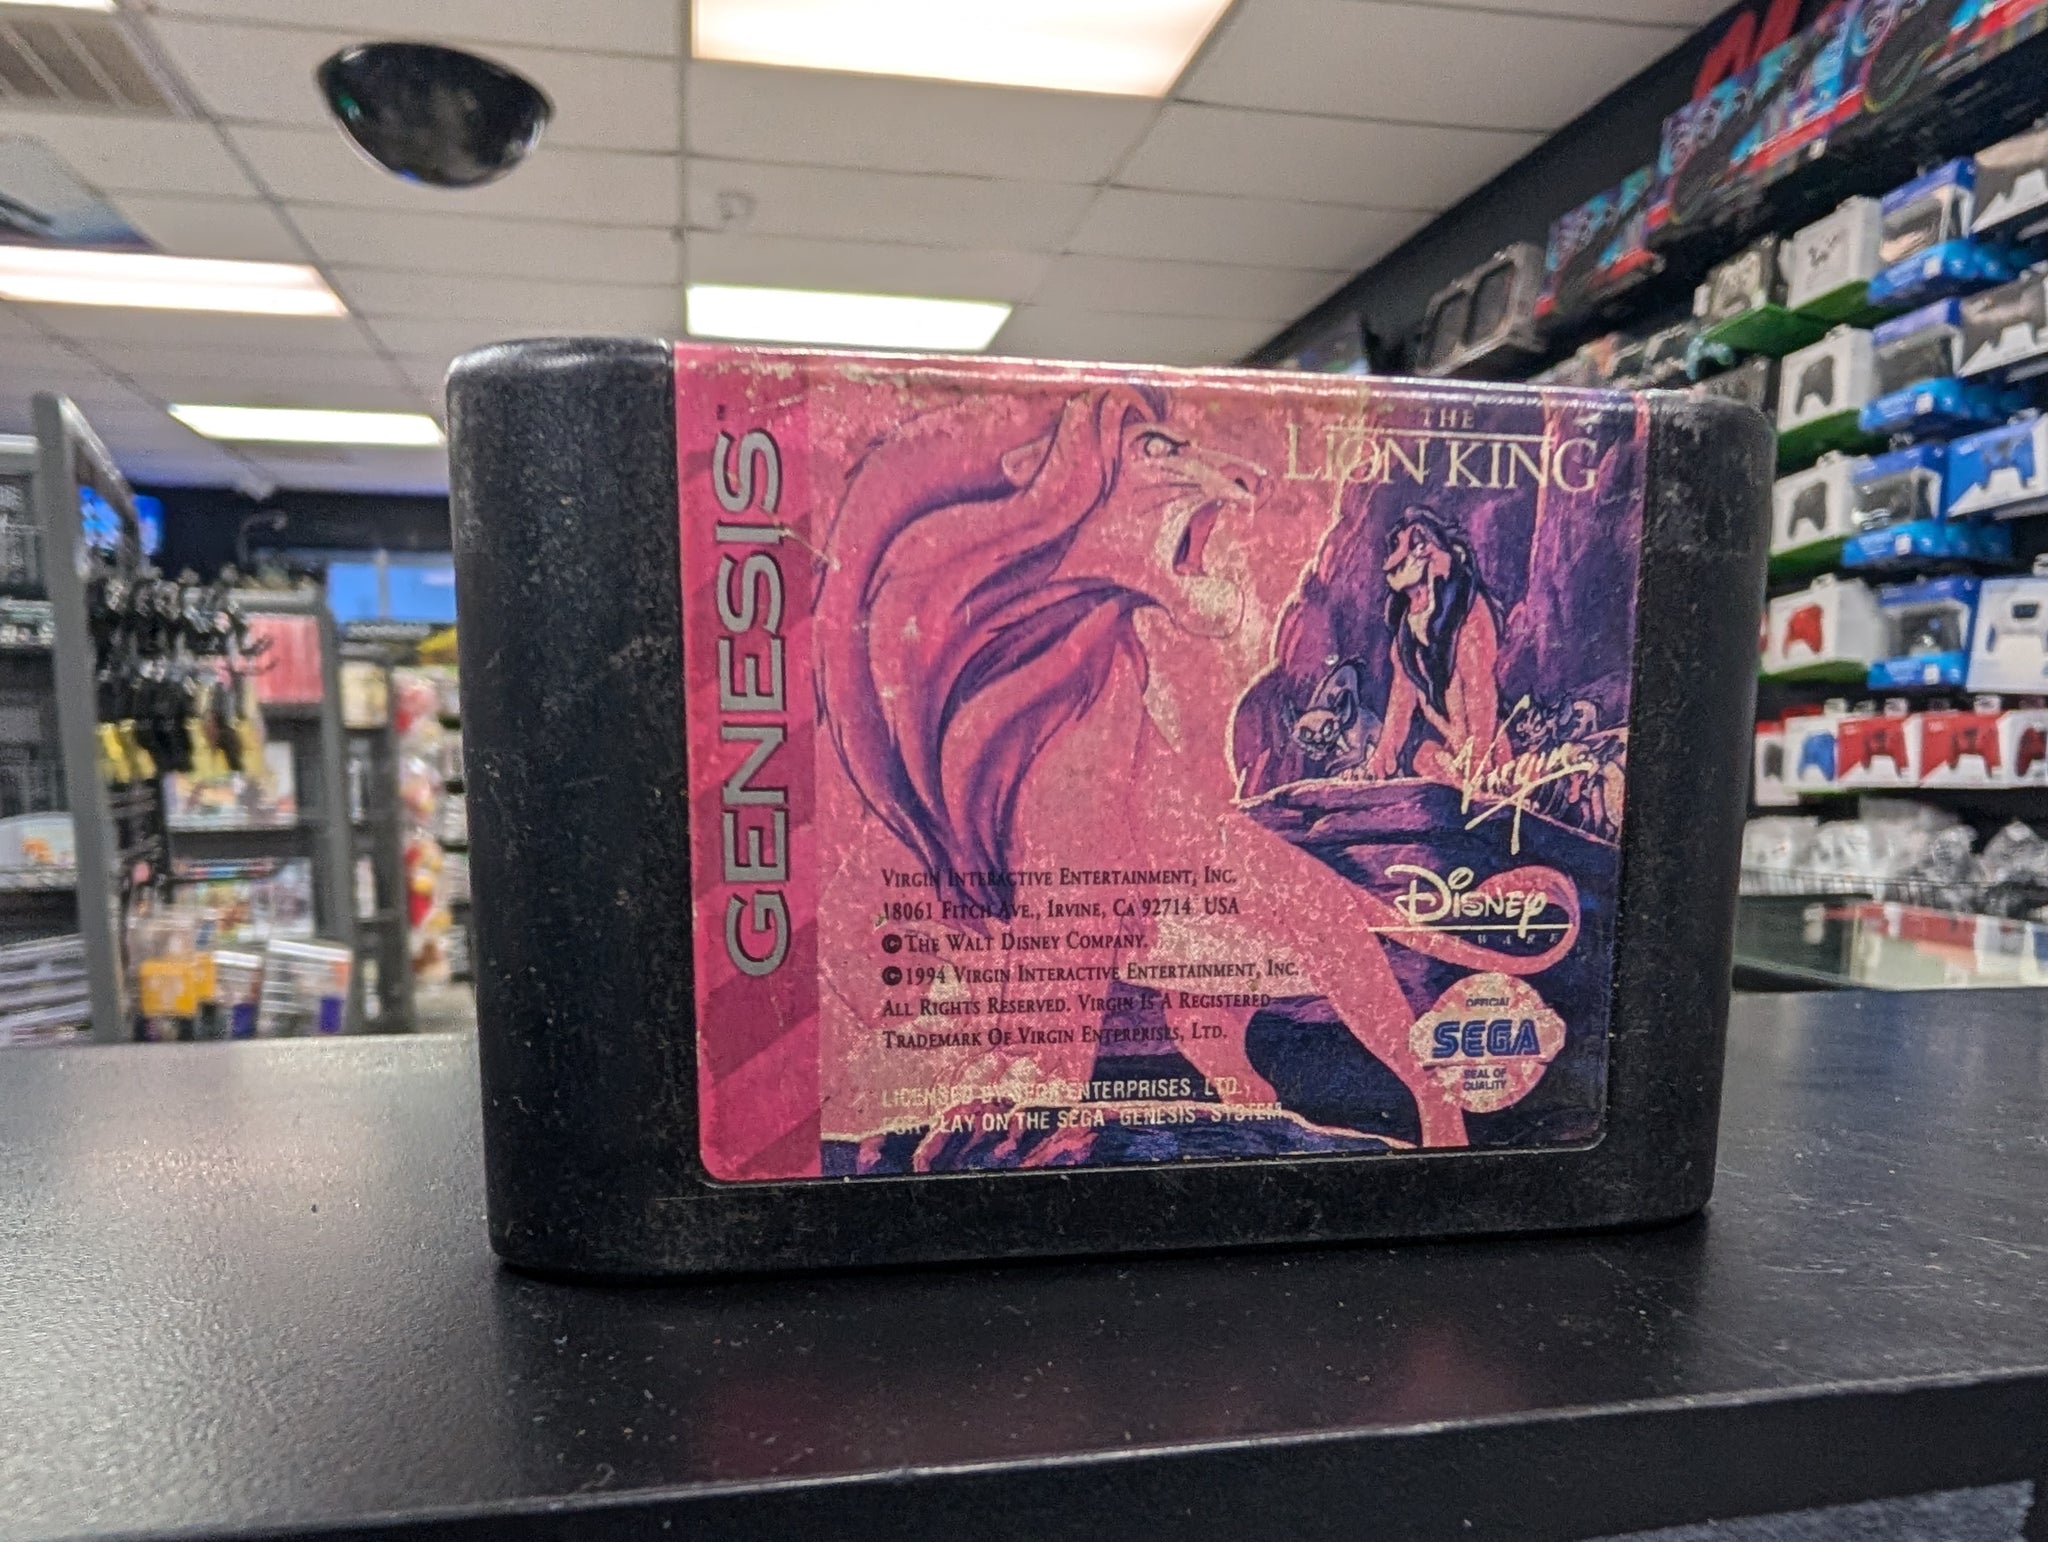 GENESIS
™
THE
LION KING
Virgin
VIRGIN INTERACTIVE ENTERTAINMENT, INC.
18061 FITCH AVE., IRVINE, CA 92714 USA
©THE WALT DISNEY COMPANY.
©1994 VIRGIN INTERACTIVE ENTERTAINMENT, INC.
ALL RIGHTS RESERVED. VIRGIN IS A REGISTERED
TRADEMARK OF VIRGIN ENTERPRISES, LTD.
LICENSED BY SEGA ENTERPRISES, LTD.
FOR PLAY ON THE SEGA GENESIS SYSTEM.
DISNEY
OFFICIAL
SEGA
SEAL OF
QUALITY